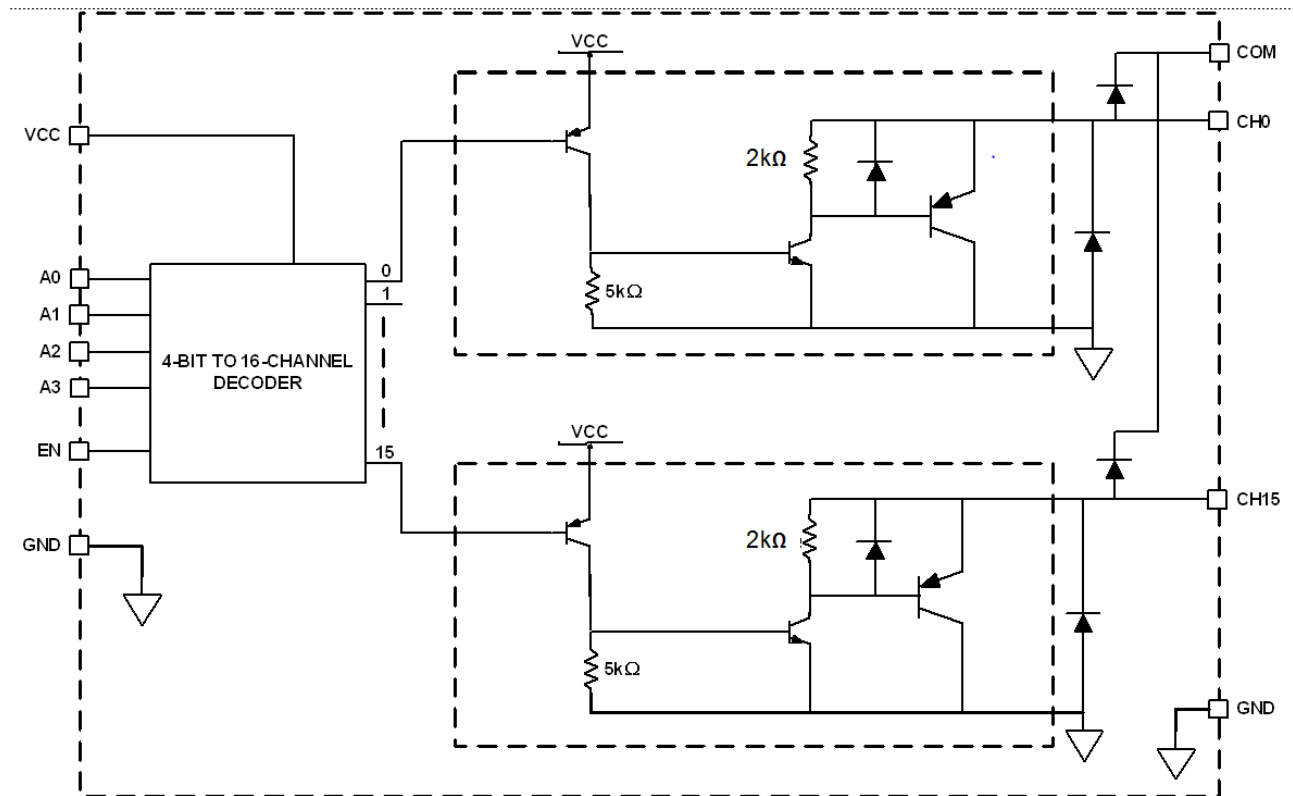 VCC
COM
VCC
CH0
2kΩ
A0
0
1
A1
5kΩ
A2
4-BIT TO 16-CHANNEL
DECODER
A3
VCC
EN
15
CH15
2kΩ
GND
5kΩ
GND